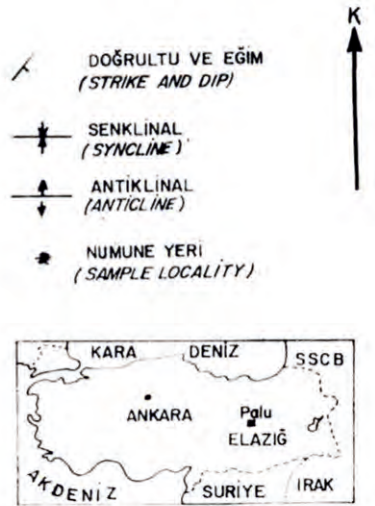 K
DOĞRULTU VE EĞİM
(STRIKE AND DIP)
SENKLİNAL
(SYNCLINE)
ANTİKLİNAL
(ANTICLINE)
NUMUNE YERİ
(SAMPLE LOCALITY)
KARA DENİZ
SSCB
ANKARA
Palu
ELAZIĞ
AKDENİZ
SURİYE
IRAK